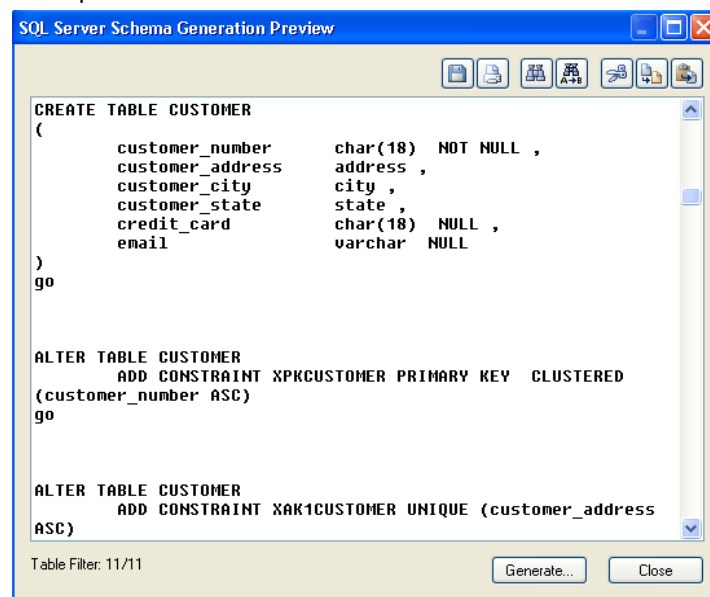 SQL Server Schema Generation Preview
A→B
CREATE TABLE CUSTOMER
(
customer_number char(18) NOT NULL ,
customer_address address ,
customer_city city ,
customer_state state ,
credit_card char(18) NULL ,
email varchar NULL
)
go
ALTER TABLE CUSTOMER
ADD CONSTRAINT XPKCUSTOMER PRIMARY KEY CLUSTERED
(customer_number ASC)
go
ALTER TABLE CUSTOMER
ADD CONSTRAINT XAK1CUSTOMER UNIQUE (customer_address
ASC)
Table Filter: 11/11
Generate...
Close